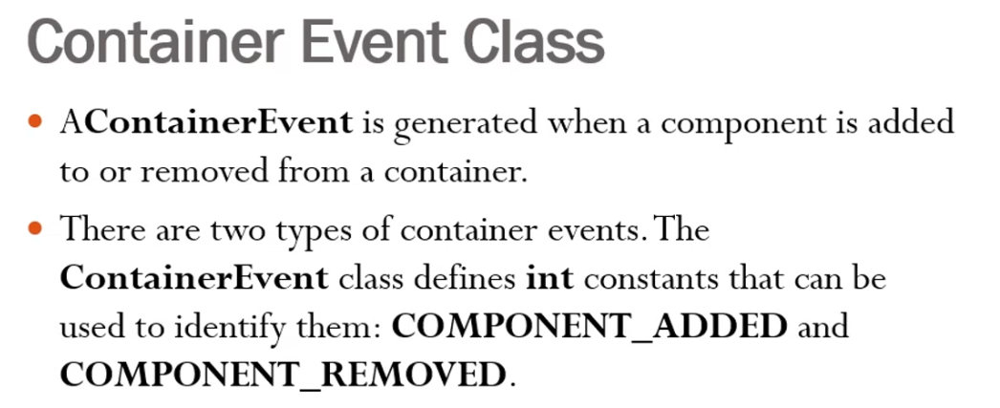 Container Event Class
• AContainerEvent is generated when a component is added
to or removed from a container.
• There are two types of container events. The
ContainerEvent class defines int constants that can be
used to identify them: COMPONENT_ADDED and
COMPONENT_REMOVED.